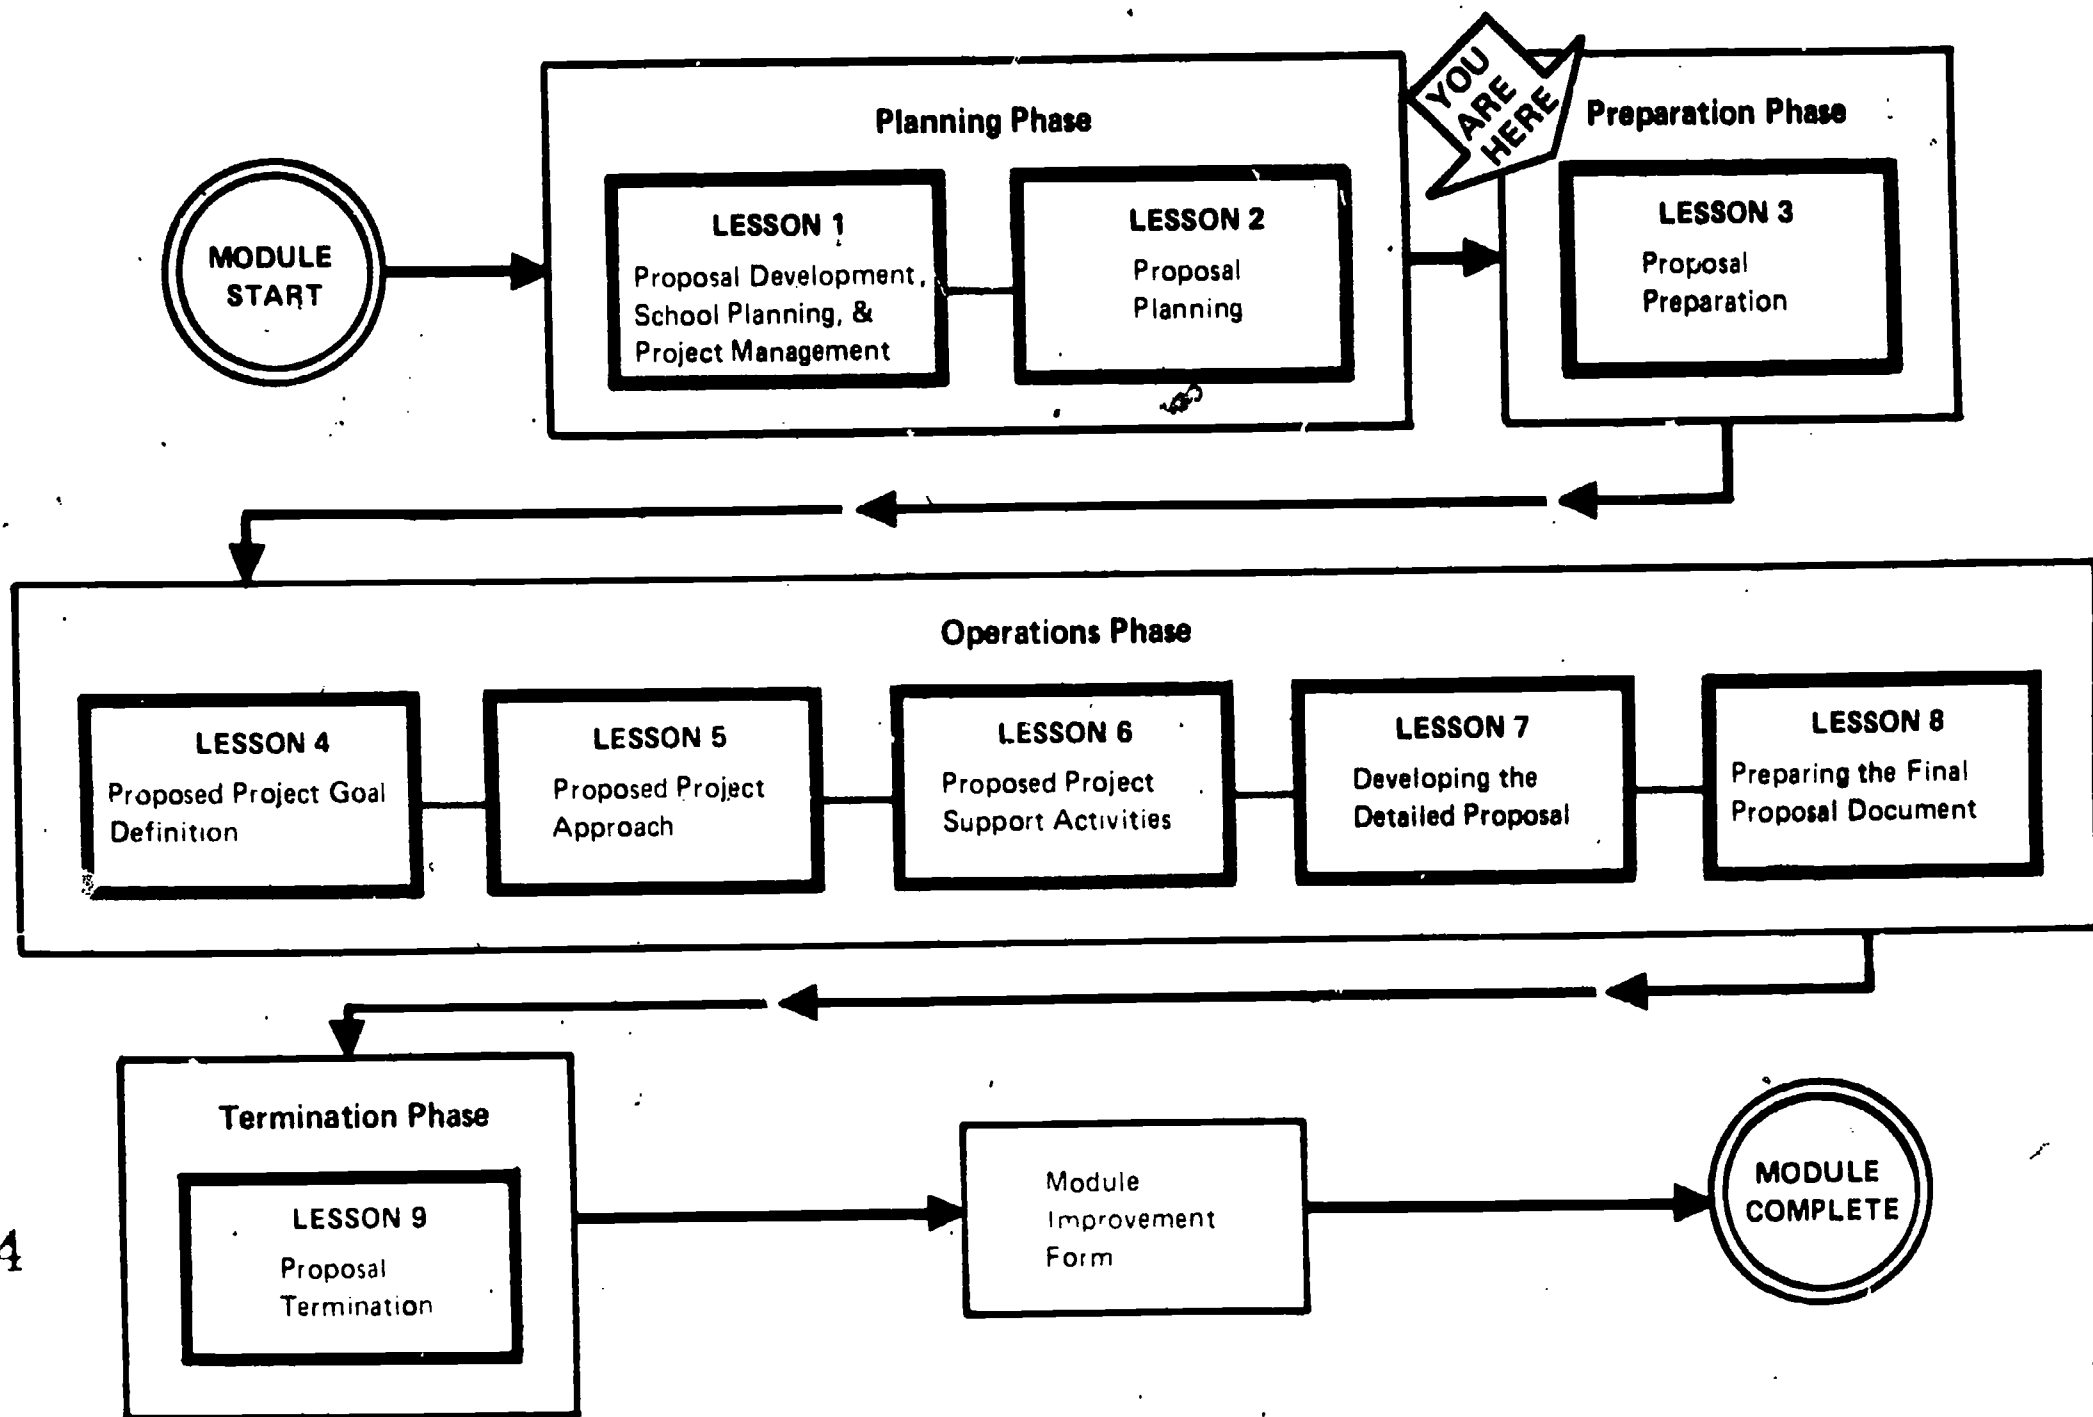 Planning Phase
YOU
ARE
HERE
Preparation Phase
MODULE
START
LESSON 1
Proposal Development,
School Planning, &
Project Management
LESSON 2
Proposal
Planning
LESSON 3
Proposal
Preparation
Operations Phase
LESSON 4
Proposed Project Goal
Definition
LESSON 5
Proposed Project
Approach
LESSON 6
Proposed Project
Support Activities
LESSON 7
Developing the
Detailed Proposal
LESSON 8
Preparing the Final
Proposal Document
Termination Phase
LESSON 9
Proposal
Termination
Module
Improvement
Form
MODULE
COMPLETE
4